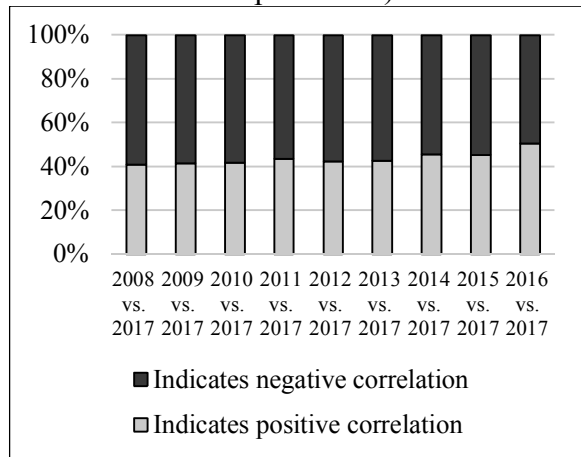 100%
80%
60%
40%
20%
0%
2008 2009 2010 2011 2012 2013 2014 2015 2016
vs. vs. vs. vs. vs. vs. vs. vs. vs.
2017 2017 2017 2017 2017 2017 2017 2017 2017
Indicates negative correlation
Indicates positive correlation